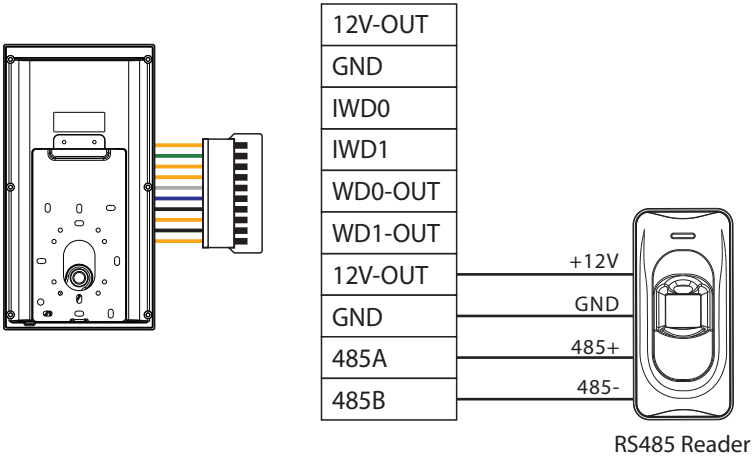 12V-OUT
GND
IWD0
IWD1
WD0-OUT
WD1-OUT
12V-OUT
GND
485A
485B
+12V
GND
485+
485-
RS485 Reader